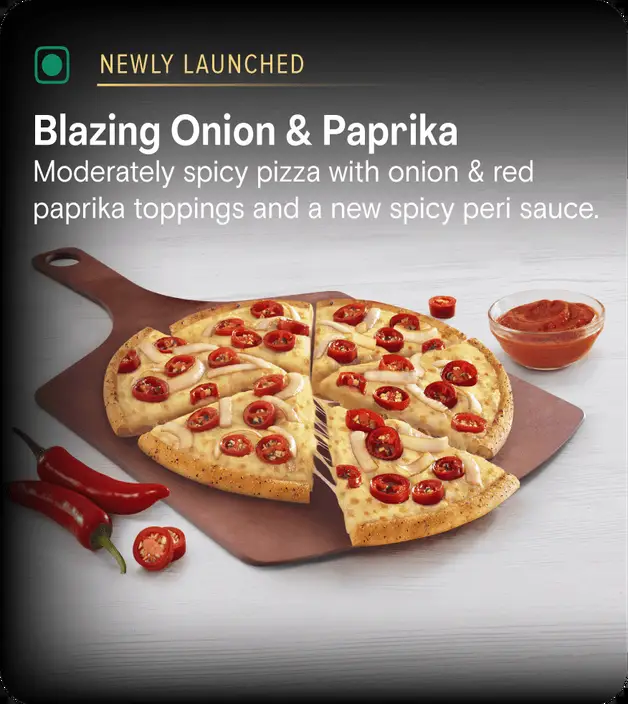 NEWLY LAUNCHED
Blazing Onion & Paprika
Moderately spicy pizza with onion & red
paprika toppings and a new spicy peri sauce.